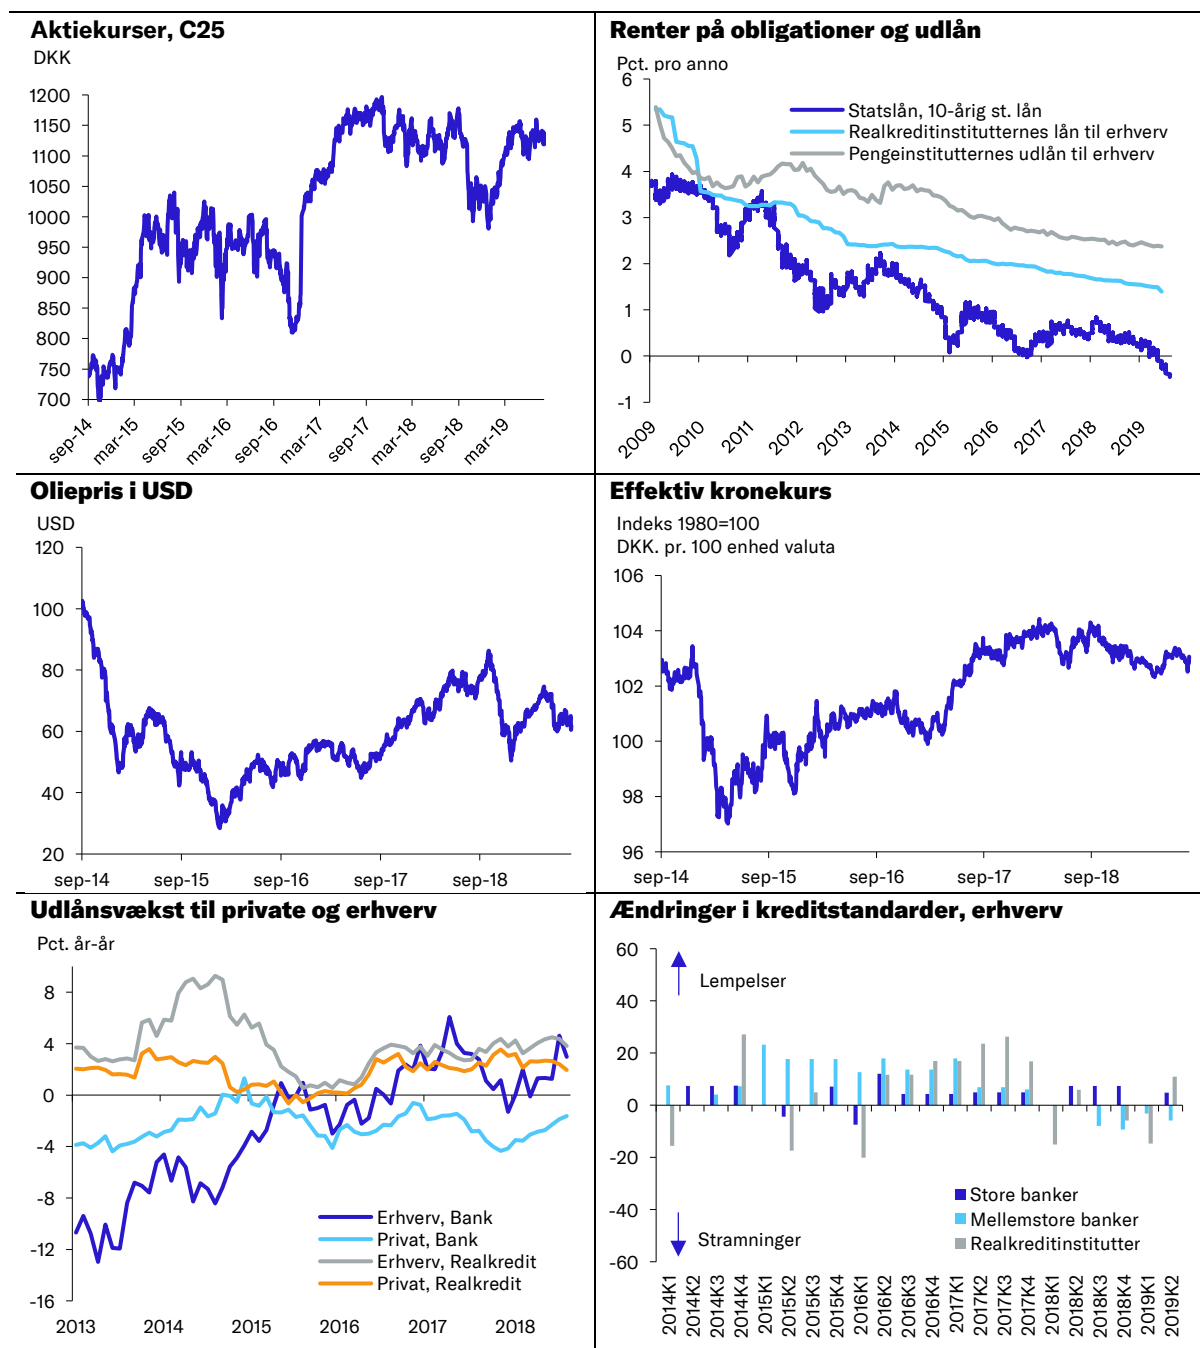 Aktiekurser, C25
DKK
1200
1150
1100
1050
1000
950
900
850
800
750
700
sep-14
mar-15
sep-15
mar-16
sep-16
mar-17
sep-17
mar-18
sep-18
mar-19
Renter på obligationer og udlån
Pct. pro anno
6
5
4
3
2
1
0
-1
Statslån, 10-årig st. lån
Realkreditinstitutternes lån til erhverv
Pengeinstitutternes udlån til erhverv
2009
2010
2011
2012
2013
2014
2015
2016
2017
2018
2019
Oliepris i USD
USD
120
100
80
60
40
20
sep-14
sep-15
sep-16
sep-17
sep-18
Effektiv kronekurs
Indeks 1980=100
DKK. pr. 100 enhed valuta
106
104
102
100
98
96
sep-14
sep-15
sep-16
sep-17
sep-18
Udlånsvækst til private og erhverv
Pct. år-år
8
4
0
-4
-8
-12
-16
Erhverv, Bank
Privat, Bank
Erhverv, Realkredit
Privat, Realkredit
2013
2014
2015
2016
2017
2018
Ændringer i kreditstandarder, erhverv
60
40
20
0
-20
-40
-60
Lempelser
Stramninger
Store banker
Mellemstore banker
Realkreditinstitutter
2014K1
2014K2
2014K3
2014K4
2015K1
2015K2
2015K3
2015K4
2016K1
2016K2
2016K3
2016K4
2017K1
2017K2
2017K3
2017K4
2018K1
2018K2
2018K3
2018K4
2019K1
2019K2